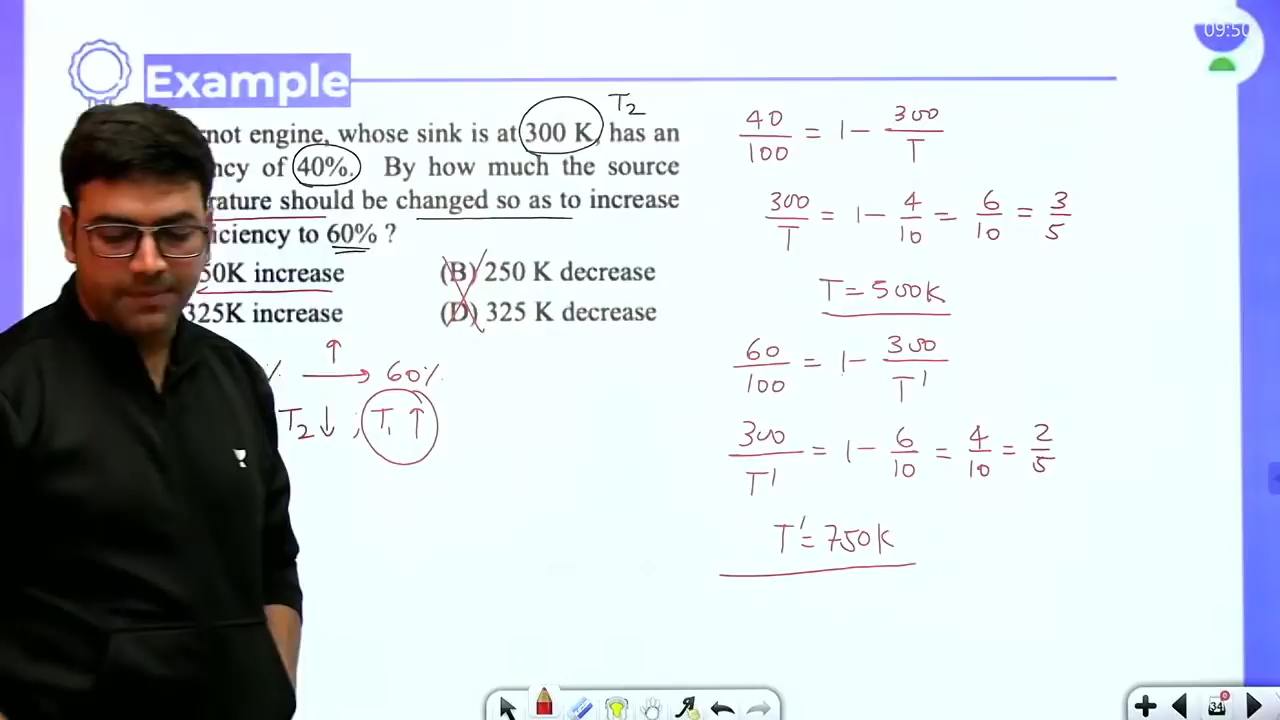 09:50
Example
not engine, whose sink is at 300 K, has an
ncy of 40%. By how much the source
rature should be changed so as to increase
iciency to 60% ?
50K increase
(B) 250 K decrease
325K increase
(D) 325 K decrease
T2
% → 60%
↑
T2 ↓ ; T1 ↑
40/100 = 1 - 300/T
300/T = 1 - 4/10 = 6/10 = 3/5
T = 500K
60/100 = 1 - 300/T'
300/T' = 1 - 6/10 = 4/10 = 2/5
T' = 750K
34